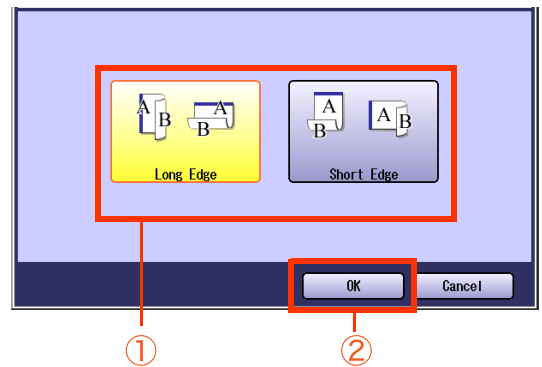 A B A B A B A B
Long Edge Short Edge
OK Cancel
① ②